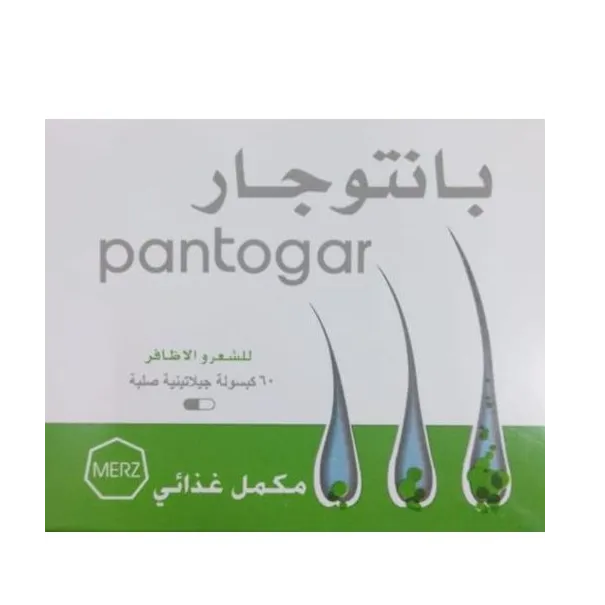 بانتوجار
pantogar
للشعر و الاظافر
٦٠ كبسولة جيلاتينية صلبة
MERZ
مكمل غذائي